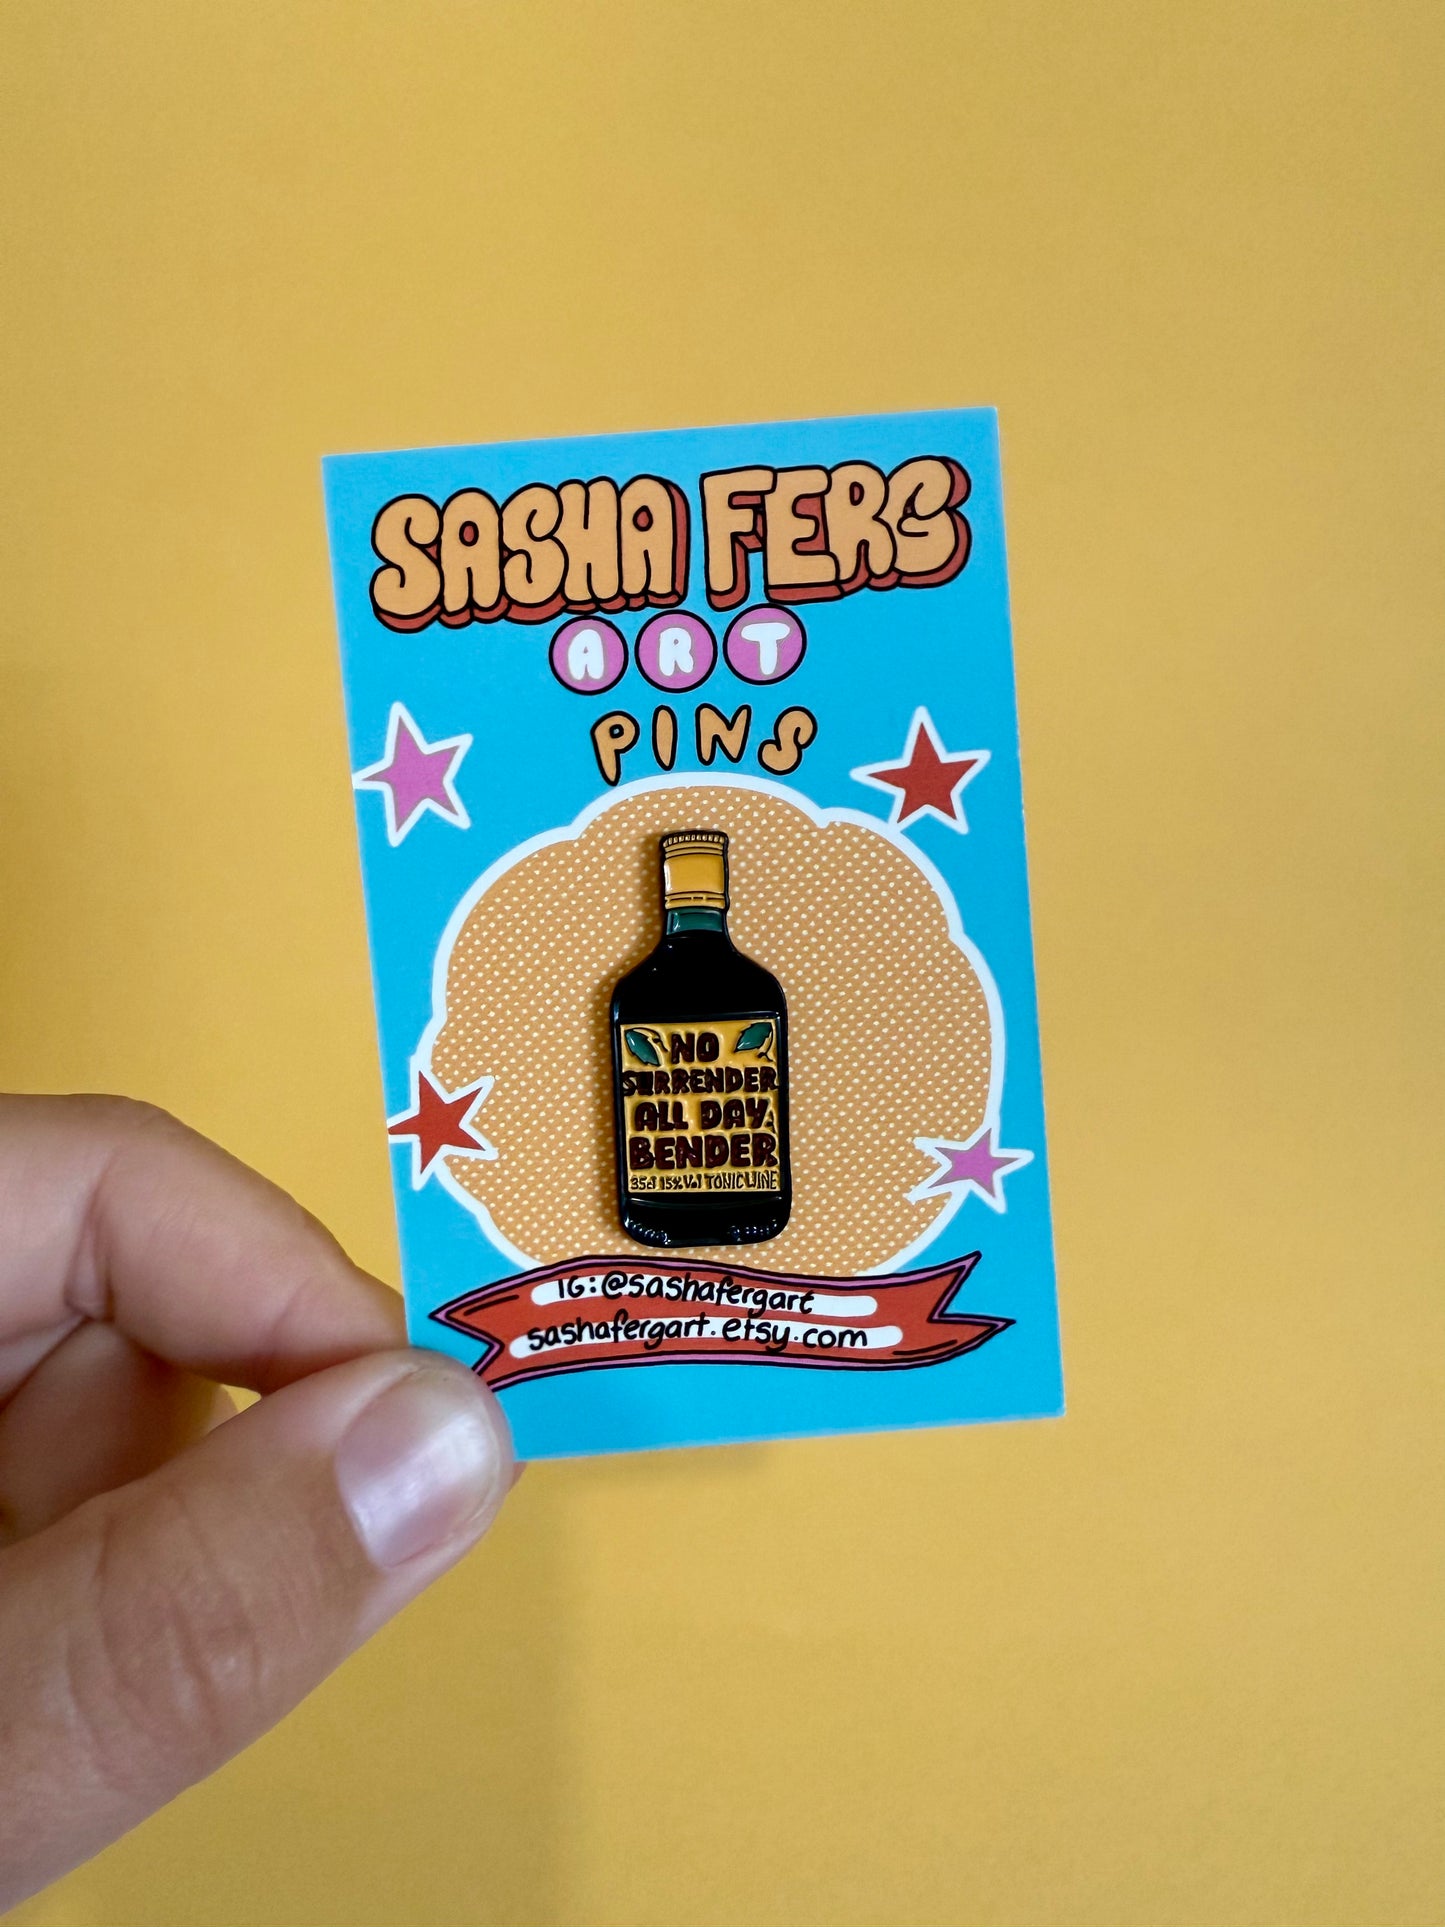 SASHA FERG
ART
PINS
NO
SURRENDER
ALL DAY
BENDER
35cl 15% Vol TONIC WINE
IG: @sashafergart
sashafergart.etsy.com